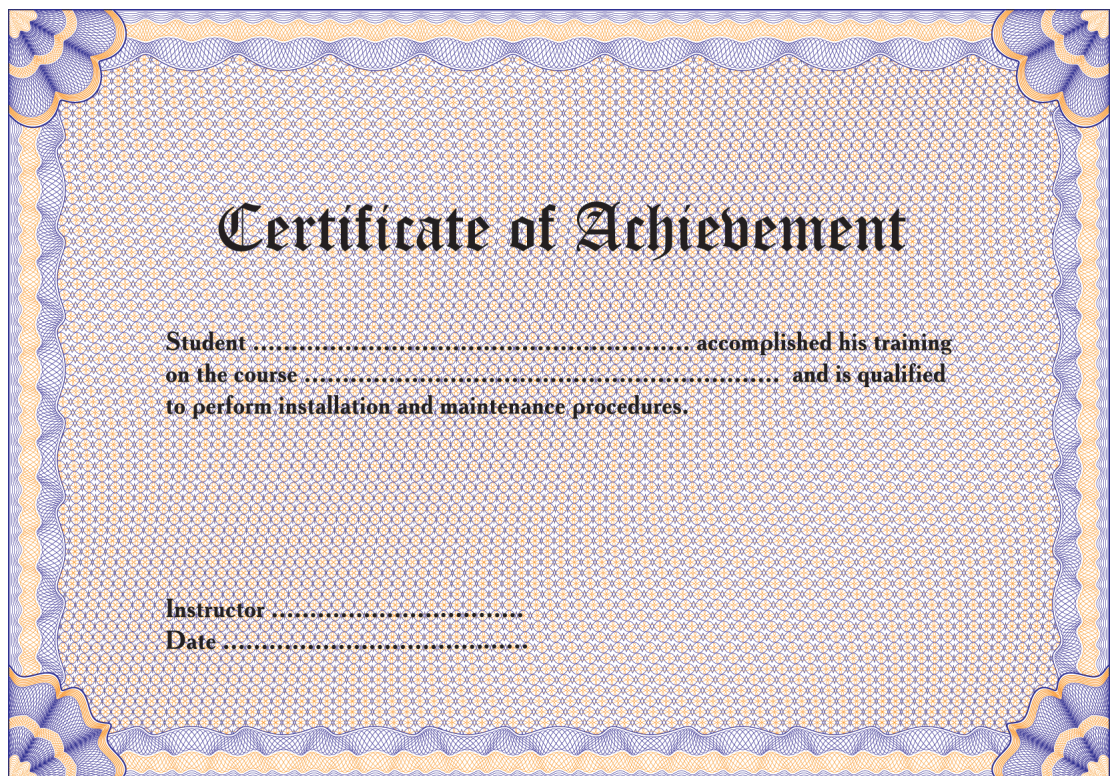 Certificate of Achievement
Student ......................................................... accomplished his training
on the course .............................................................. and is qualified
to perform installation and maintenance procedures.
Instructor .................................
Date ........................................